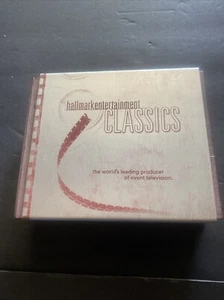 hallmarkentertainment
CLASSICS
the world's leading producer
of event television.